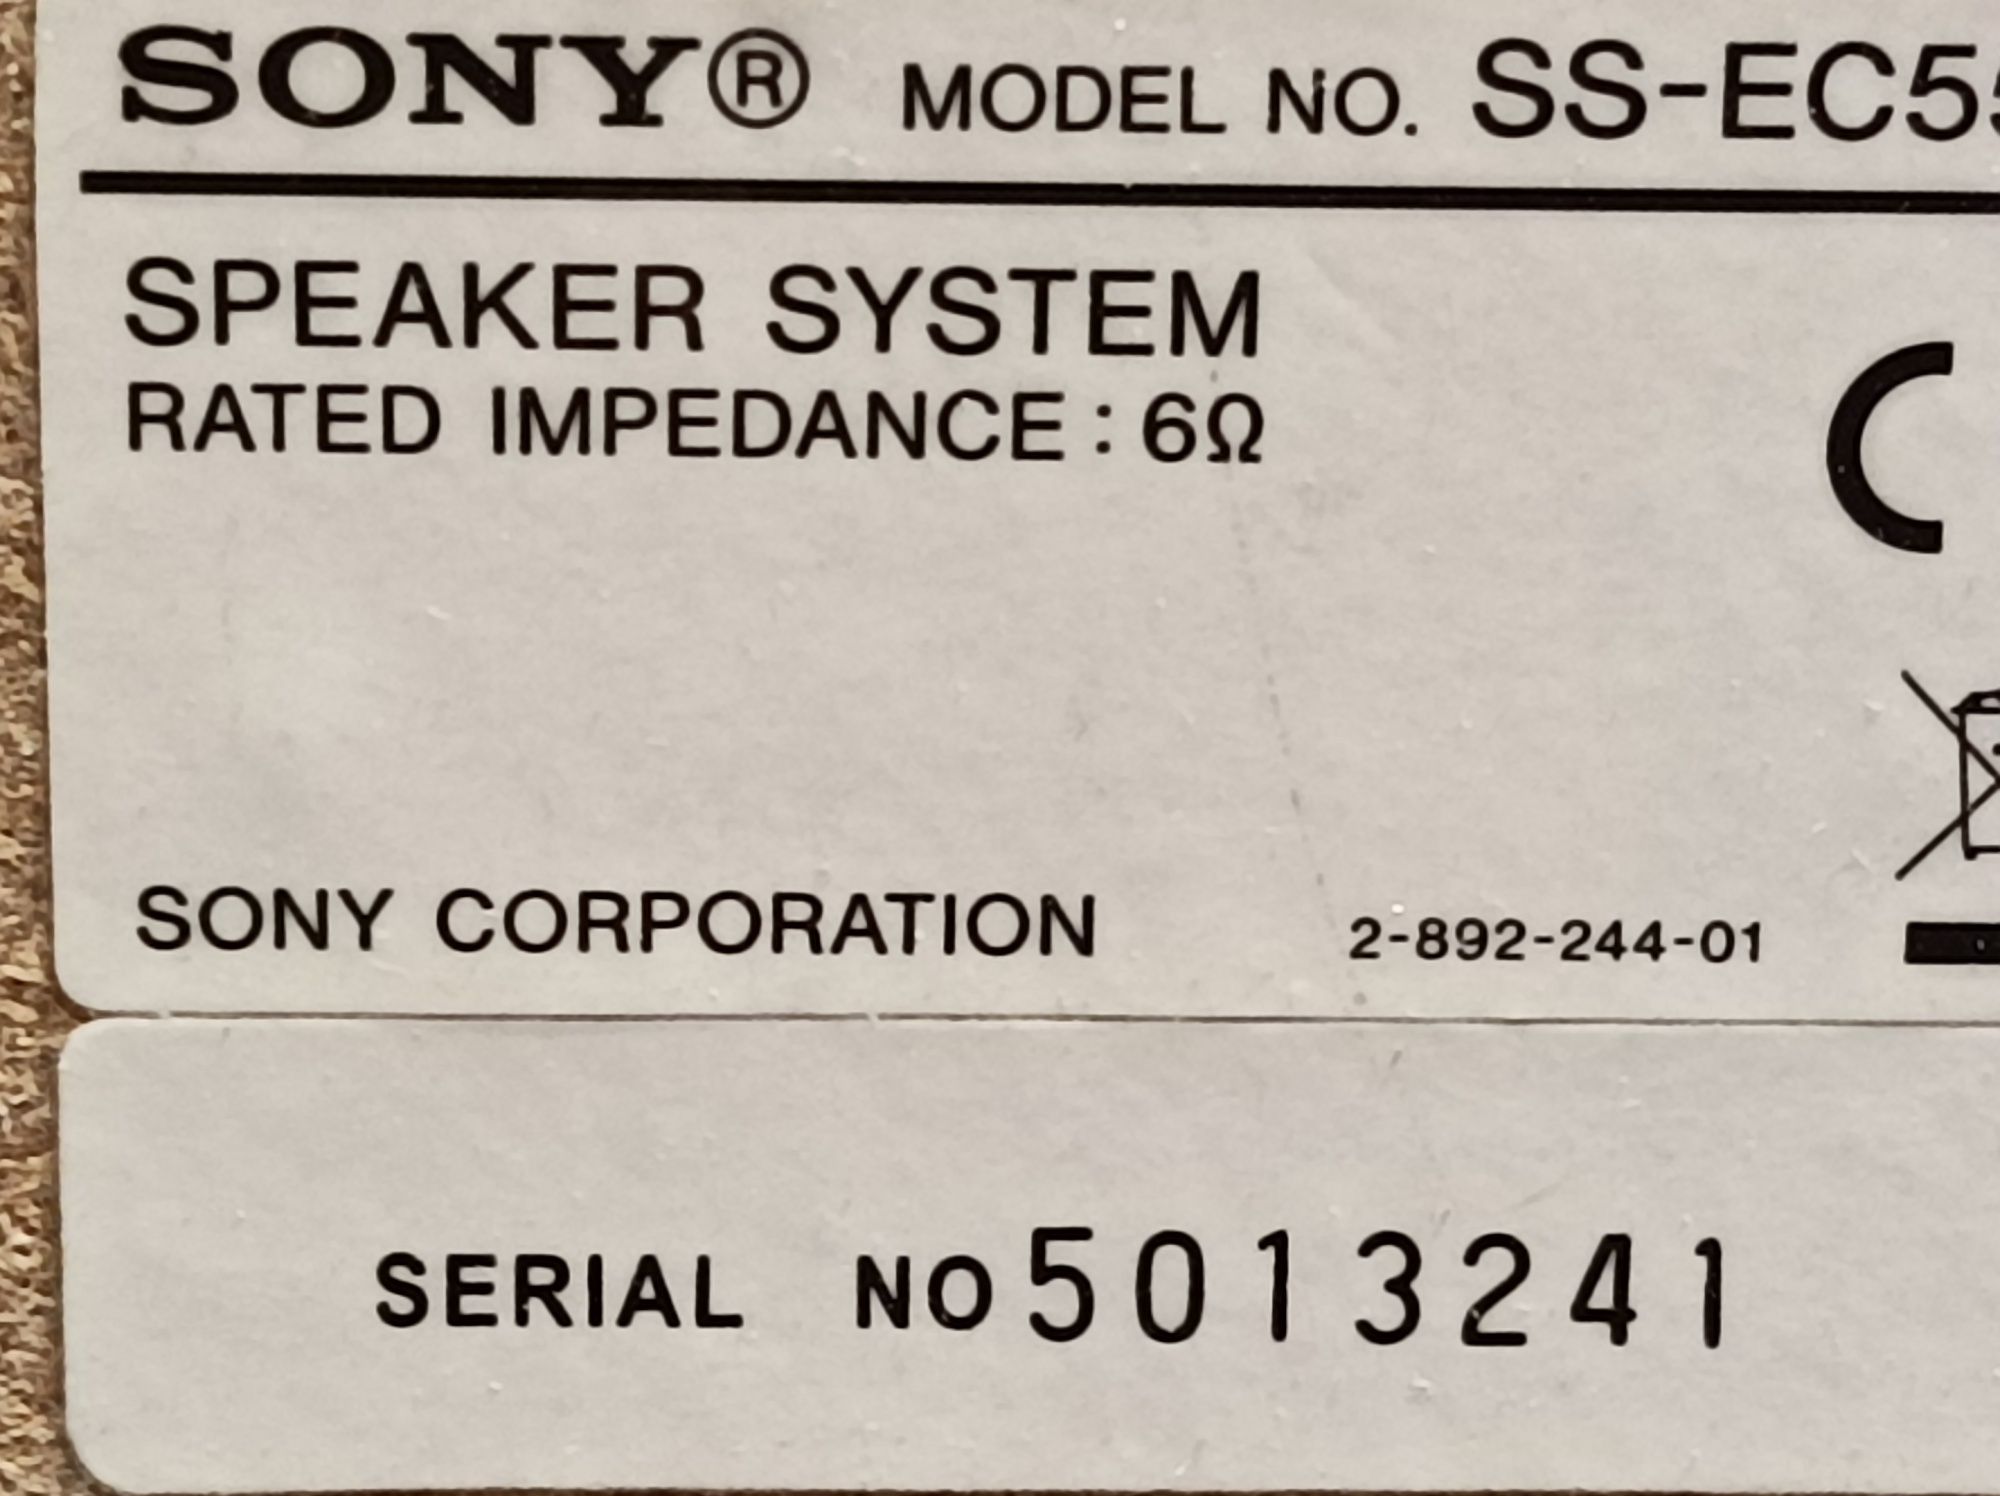 SONY® MODEL NO. SS-EC55
SPEAKER SYSTEM
RATED IMPEDANCE : 6Ω
CE
SONY CORPORATION 2-892-244-01
SERIAL NO 5013241